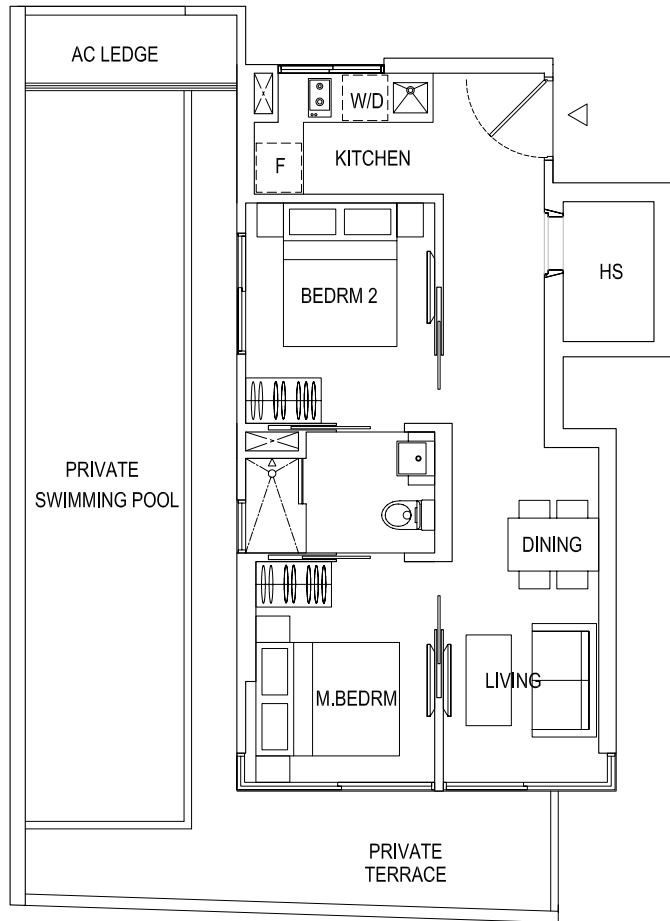 AC LEDGE
W/D
F
KITCHEN
HS
BEDRM 2
PRIVATE
SWIMMING POOL
DINING
LIVING
M.BEDRM
PRIVATE
TERRACE